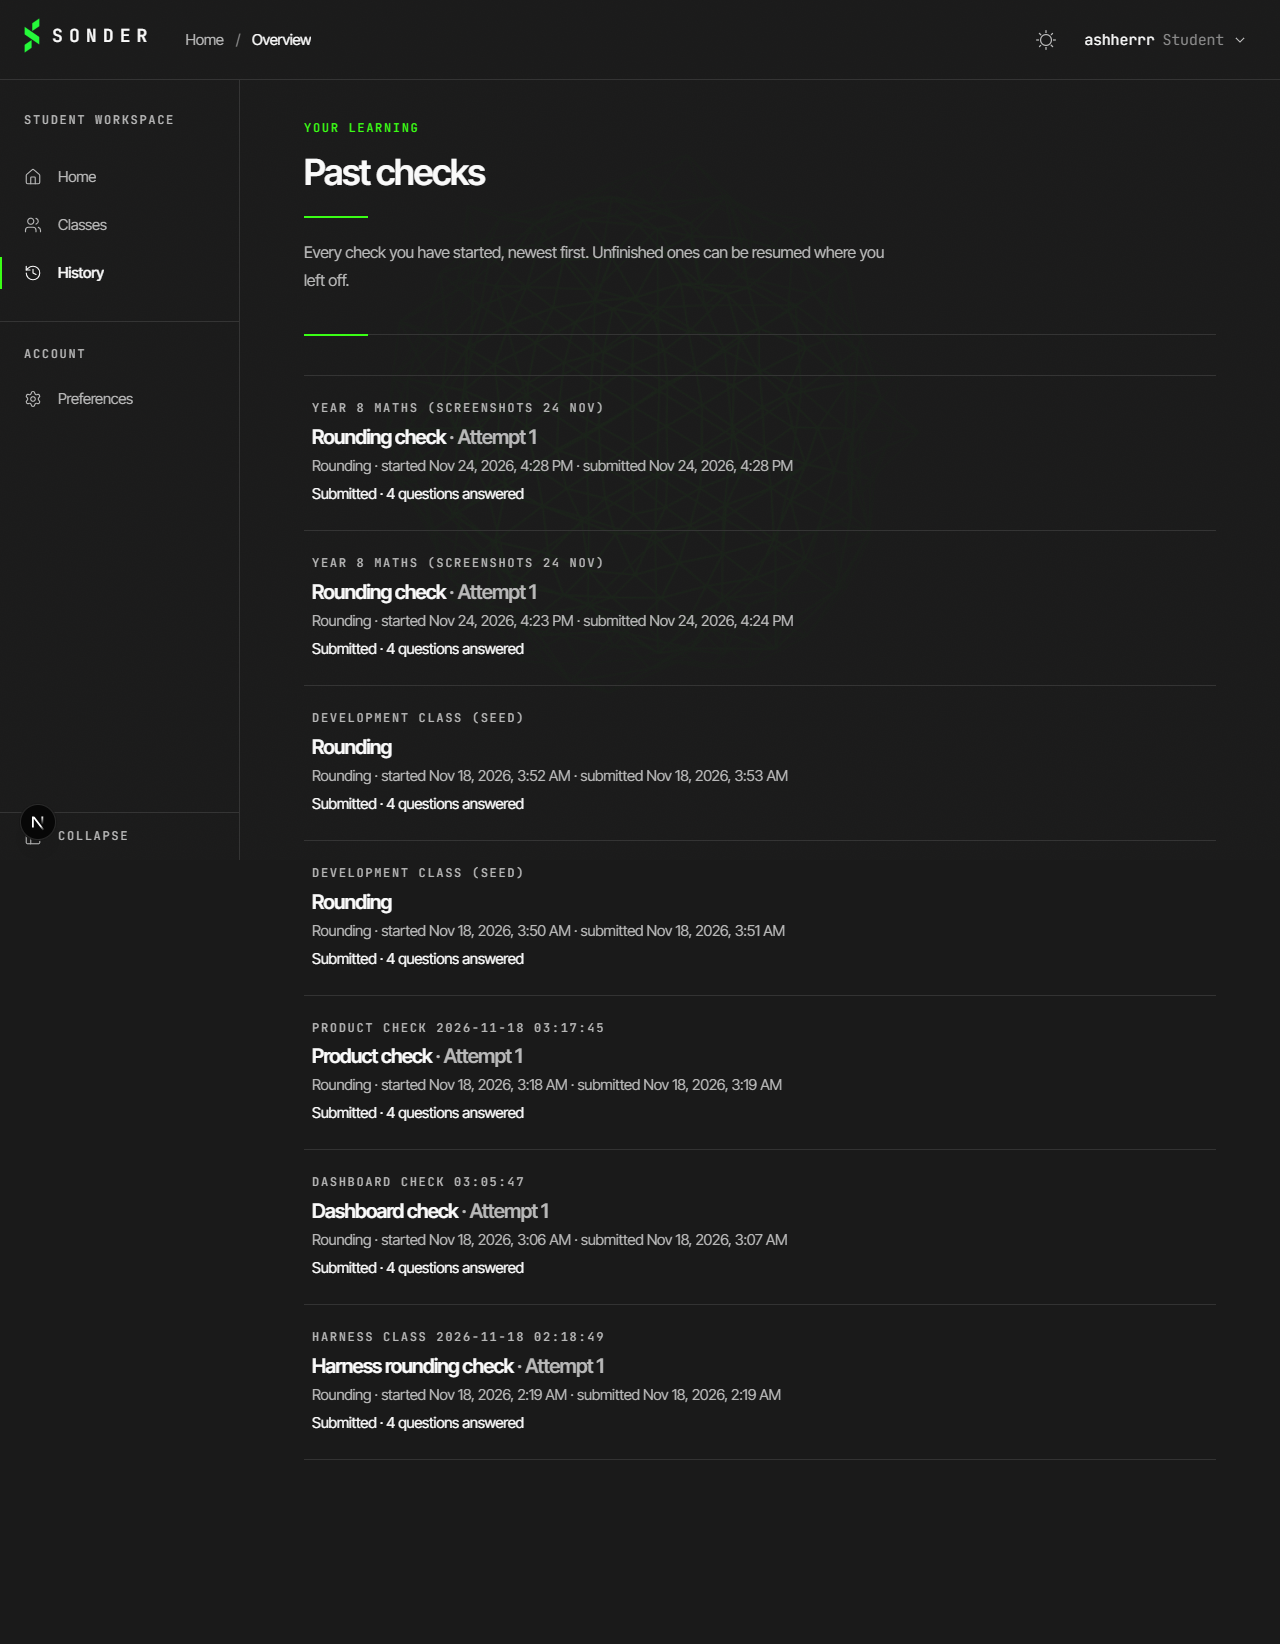 SONDER
Home / Overview
ashherrr Student
STUDENT WORKSPACE
Home
Classes
History
ACCOUNT
Preferences
COLLAPSE
YOUR LEARNING
Past checks
Every check you have started, newest first. Unfinished ones can be resumed where you
left off.
YEAR 8 MATHS (SCREENSHOTS 24 NOV)
Rounding check · Attempt 1
Rounding · started Nov 24, 2026, 4:28 PM · submitted Nov 24, 2026, 4:28 PM
Submitted · 4 questions answered
YEAR 8 MATHS (SCREENSHOTS 24 NOV)
Rounding check · Attempt 1
Rounding · started Nov 24, 2026, 4:23 PM · submitted Nov 24, 2026, 4:24 PM
Submitted · 4 questions answered
DEVELOPMENT CLASS (SEED)
Rounding
Rounding · started Nov 18, 2026, 3:52 AM · submitted Nov 18, 2026, 3:53 AM
Submitted · 4 questions answered
DEVELOPMENT CLASS (SEED)
Rounding
Rounding · started Nov 18, 2026, 3:50 AM · submitted Nov 18, 2026, 3:51 AM
Submitted · 4 questions answered
PRODUCT CHECK 2026-11-18 03:17:45
Product check · Attempt 1
Rounding · started Nov 18, 2026, 3:18 AM · submitted Nov 18, 2026, 3:19 AM
Submitted · 4 questions answered
DASHBOARD CHECK 03:05:47
Dashboard check · Attempt 1
Rounding · started Nov 18, 2026, 3:06 AM · submitted Nov 18, 2026, 3:07 AM
Submitted · 4 questions answered
HARNESS CLASS 2026-11-18 02:18:49
Harness rounding check · Attempt 1
Rounding · started Nov 18, 2026, 2:19 AM · submitted Nov 18, 2026, 2:19 AM
Submitted · 4 questions answered